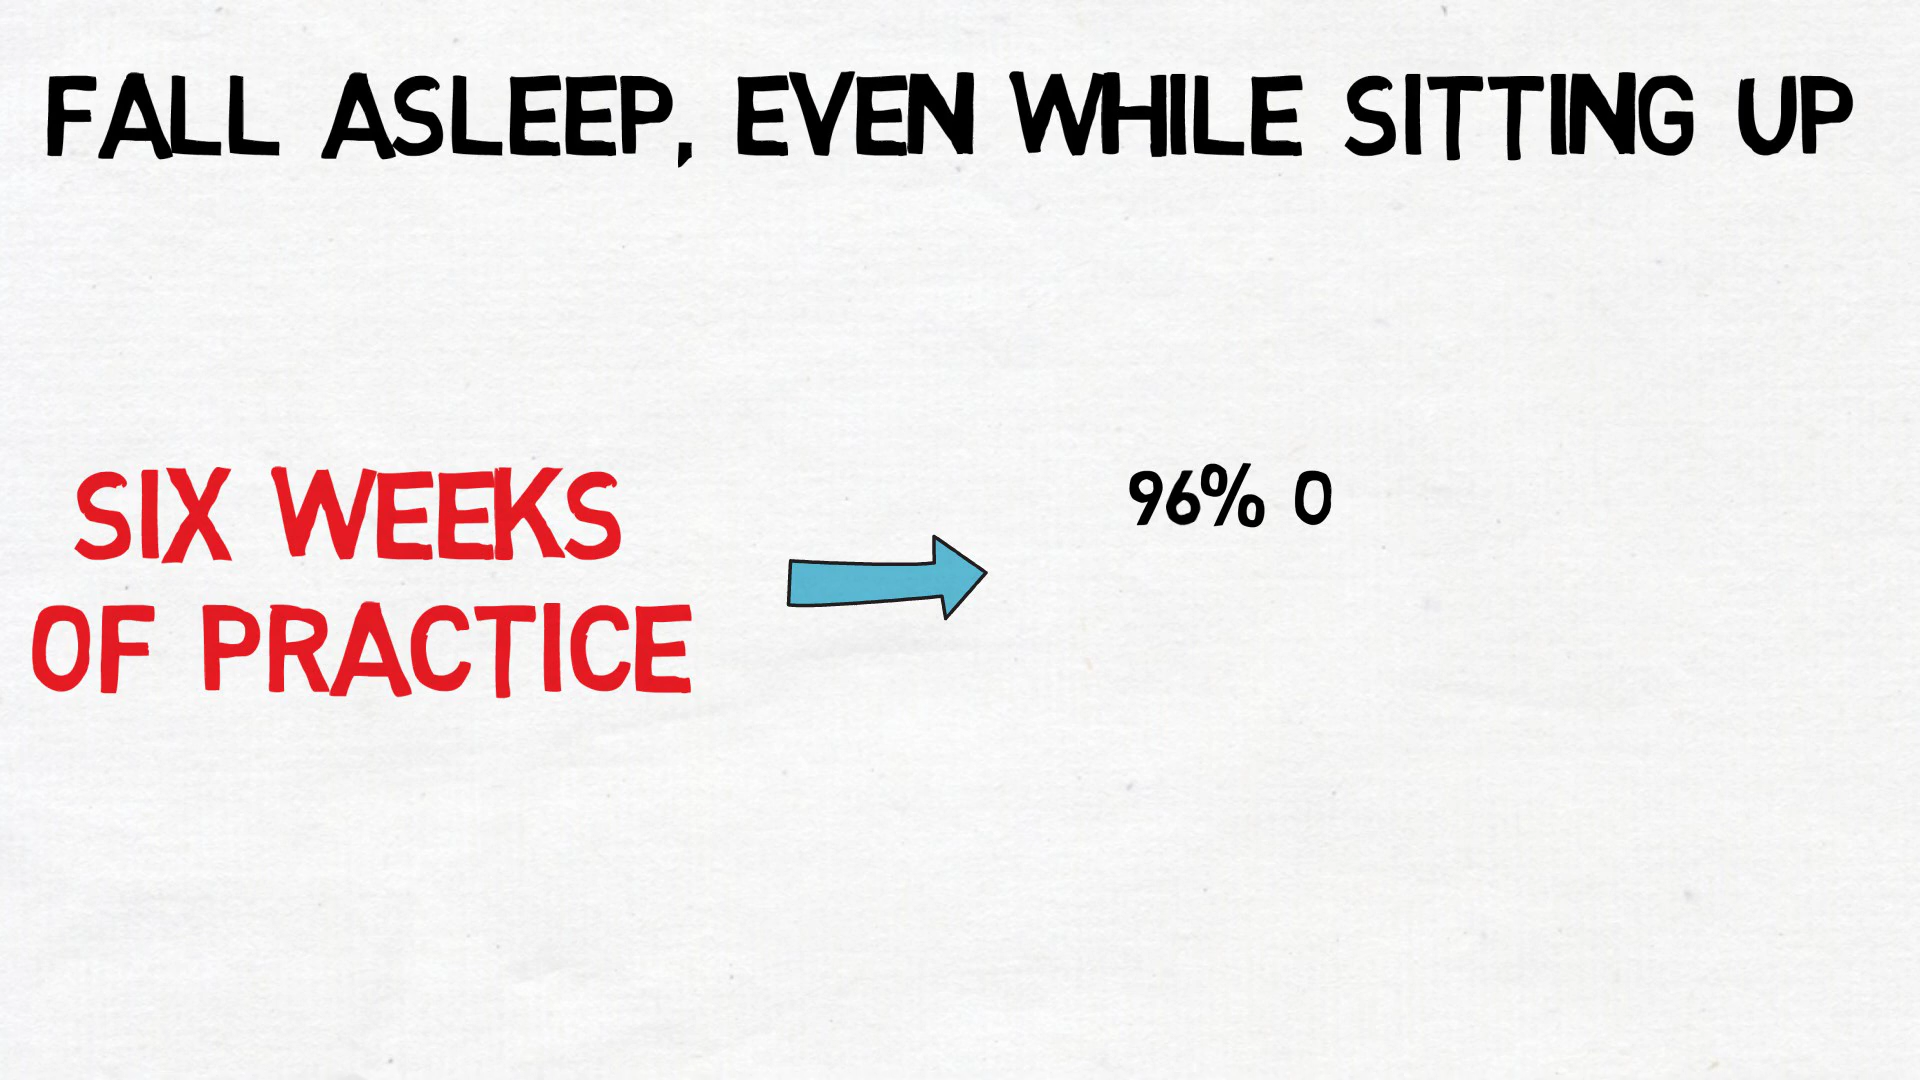 FALL ASLEEP, EVEN WHILE SITTING UP
SIX WEEKS
OF PRACTICE
96% O